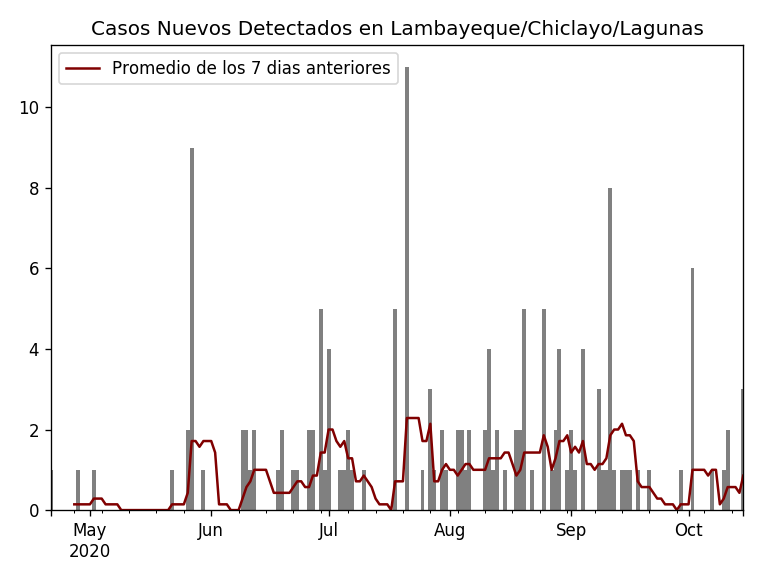 Casos Nuevos Detectados en Lambayeque/Chiclayo/Lagunas
Promedio de los 7 dias anteriores
10
8
6
4
2
0
May Jun Jul Aug Sep Oct
2020